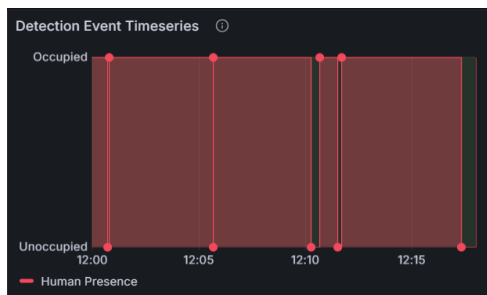 Detection Event Timeseries
Occupied
Unoccupied
12:00 12:05 12:10 12:15
Human Presence